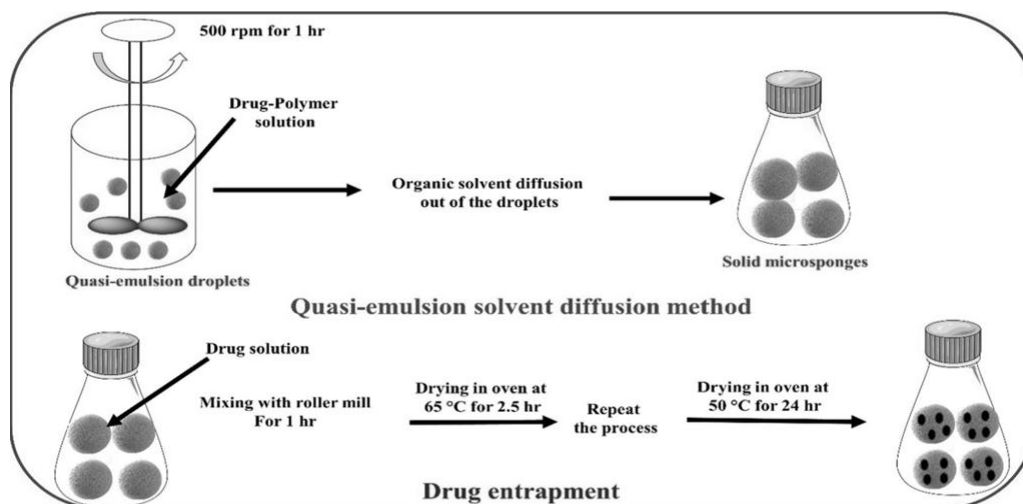 500 rpm for 1 hr
Drug-Polymer
solution
Organic solvent diffusion
out of the droplets
Quasi-emulsion droplets
Solid microsponges
Quasi-emulsion solvent diffusion method
Drug solution
Mixing with roller mill
For 1 hr
Drying in oven at
65 °C for 2.5 hr
Repeat
the process
Drying in oven at
50 °C for 24 hr
Drug entrapment